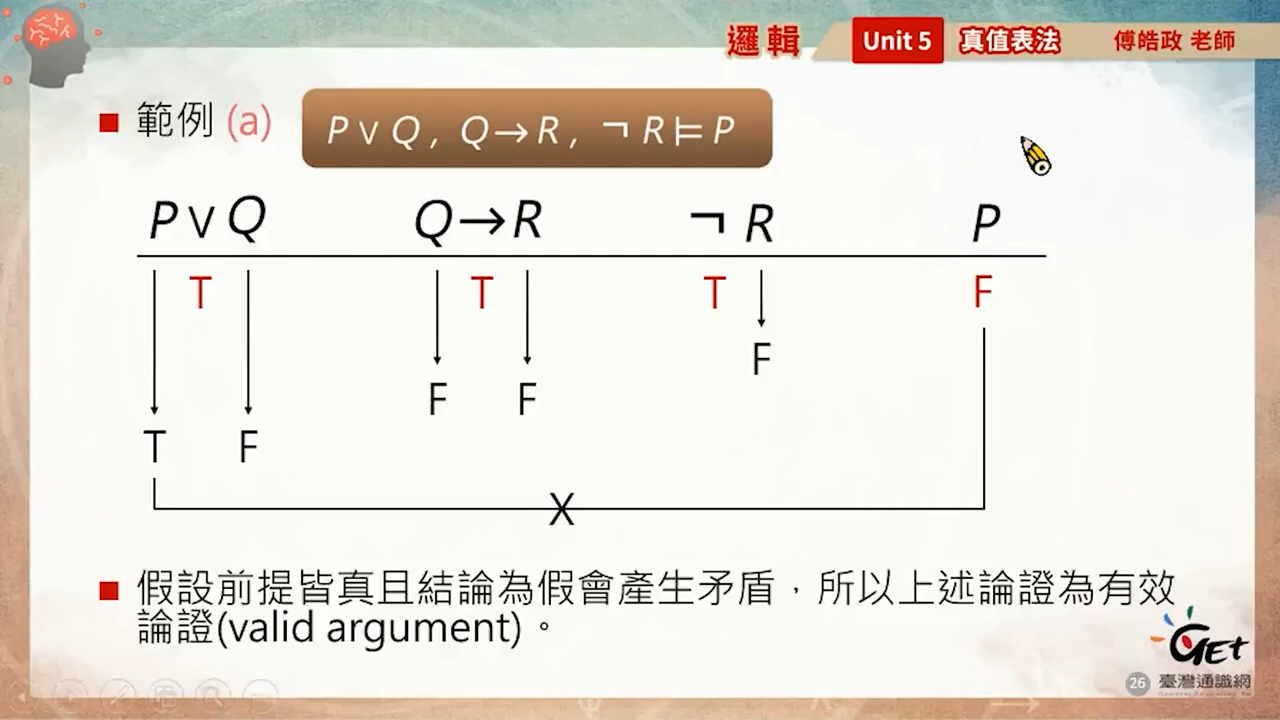 邏輯 Unit 5 真值表法 傅皓政 老師
範例 (a) P ∨ Q , Q → R , ¬ R ⊨ P
P ∨ Q Q → R ¬ R P
T T T F
F
F F
T F
X
假設前提皆真且結論為假會產生矛盾，所以上述論證為有效
論證(valid argument)。
GET
26 臺灣通識網